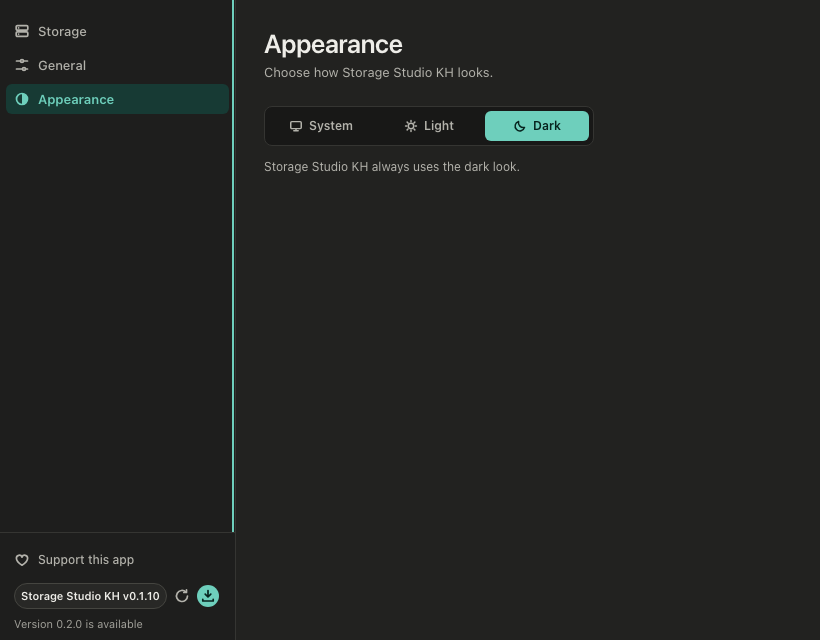 Storage
General
Appearance
Appearance
Choose how Storage Studio KH looks.
System
Light
Dark
Storage Studio KH always uses the dark look.
Support this app
Storage Studio KH v0.1.10
Version 0.2.0 is available